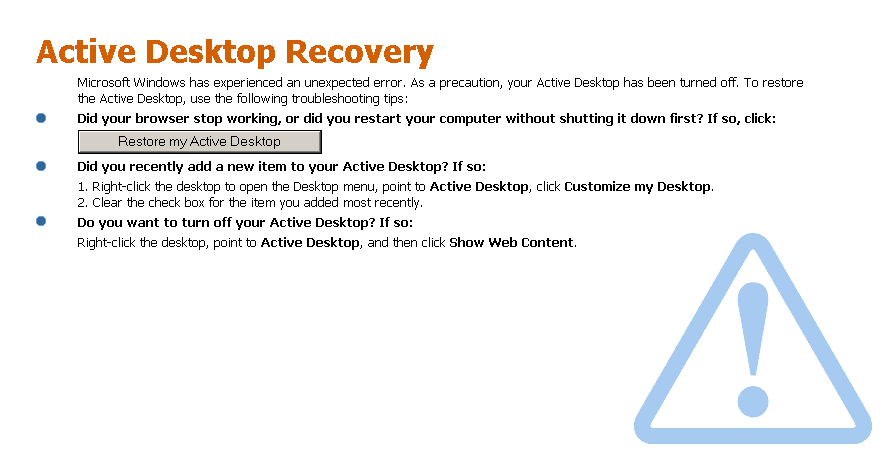 Active Desktop Recovery
Microsoft Windows has experienced an unexpected error. As a precaution, your Active Desktop has been turned off. To restore
the Active Desktop, use the following troubleshooting tips:
Did your browser stop working, or did you restart your computer without shutting it down first? If so, click:
Restore my Active Desktop
Did you recently add a new item to your Active Desktop? If so:
1. Right-click the desktop to open the Desktop menu, point to Active Desktop, click Customize my Desktop.
2. Clear the check box for the item you added most recently.
Do you want to turn off your Active Desktop? If so:
Right-click the desktop, point to Active Desktop, and then click Show Web Content.